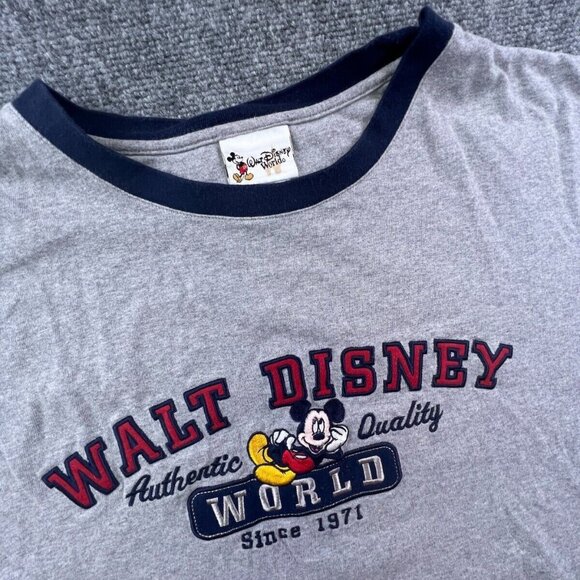 Walt Disney
World
WALT DISNEY
Authentic Quality
WORLD
Since 1971